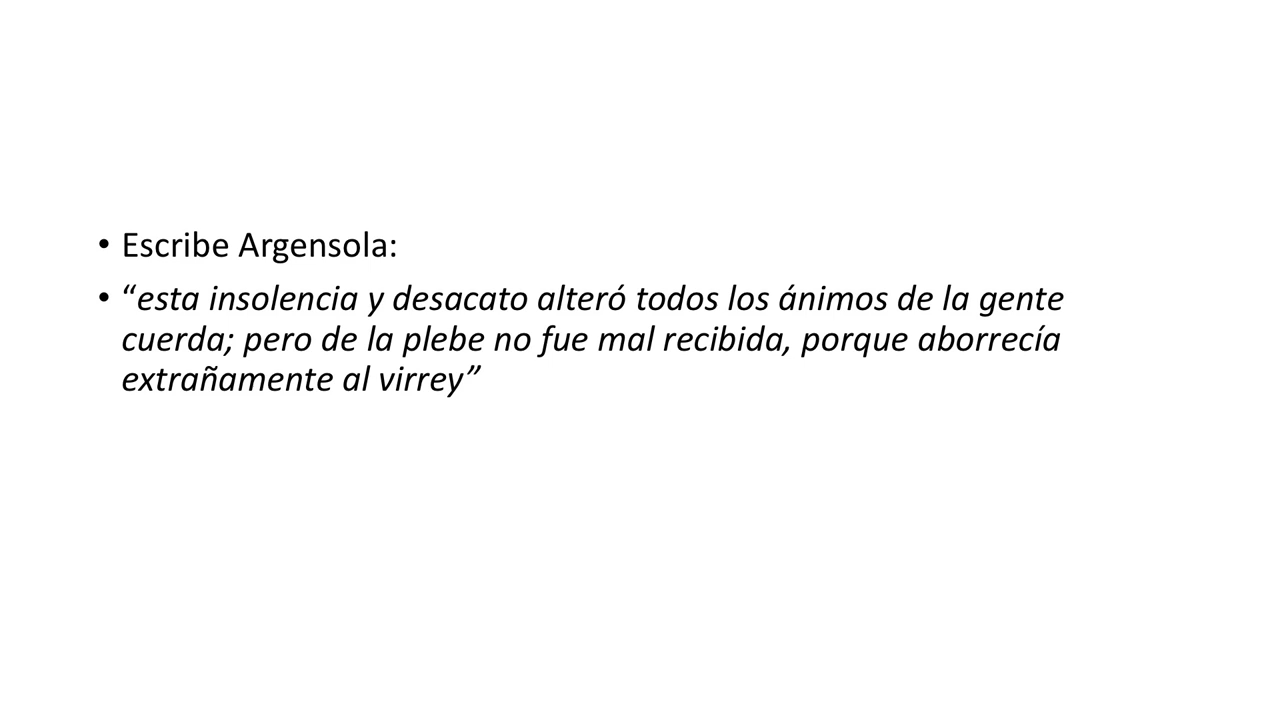 • Escribe Argensola:
• “esta insolencia y desacato alteró todos los ánimos de la gente
cuerda; pero de la plebe no fue mal recibida, porque aborrecía
extrañamente al virrey”